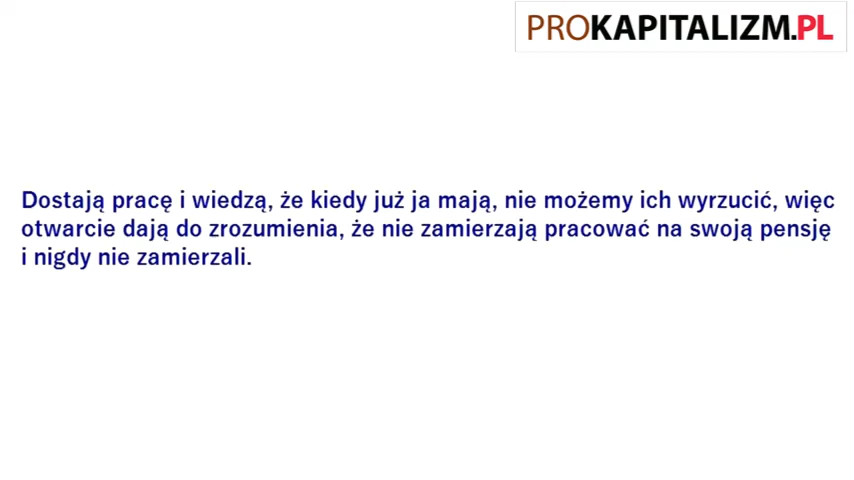 PROKAPITALIZM.PL
Dostają pracę i wiedzą, że kiedy już ja mają, nie możemy ich wyrzucić, więc
otwarcie dają do zrozumienia, że nie zamierzają pracować na swoją pensję
i nigdy nie zamierzali.